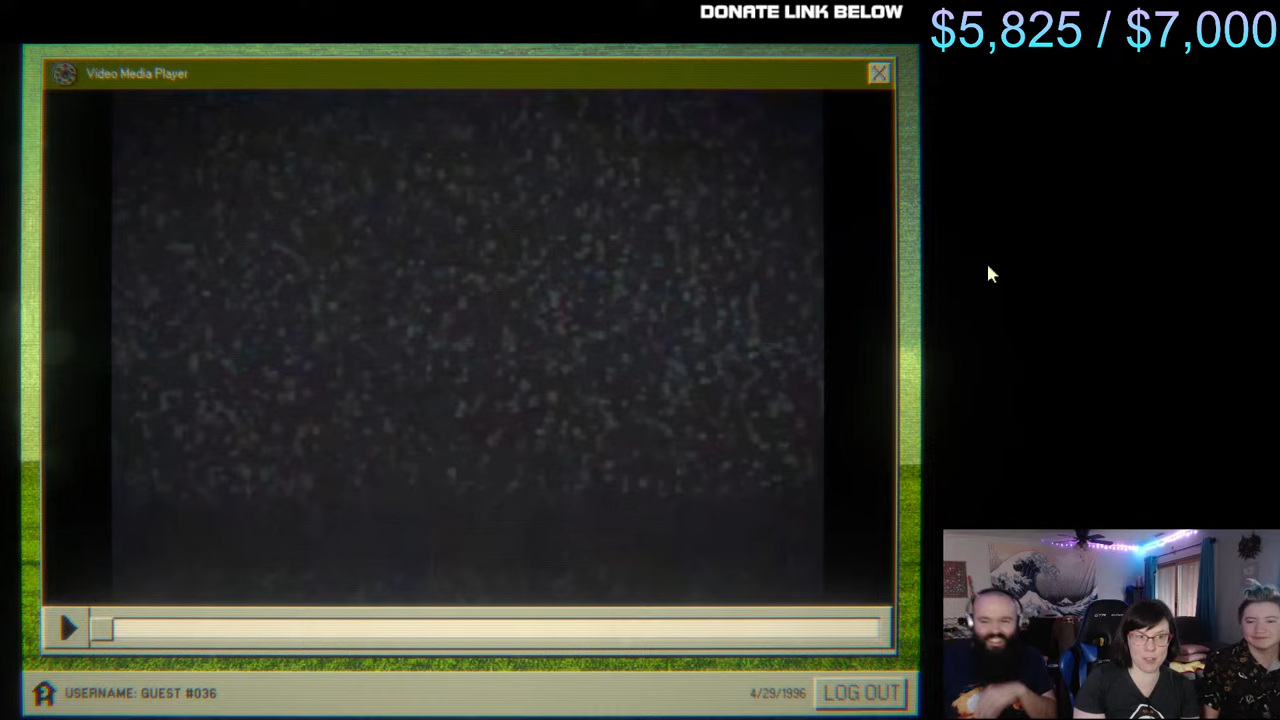 DONATE LINK BELOW
$5,825 / $7,000
Video Media Player
USERNAME: GUEST #036
4/29/1996
LOG OUT